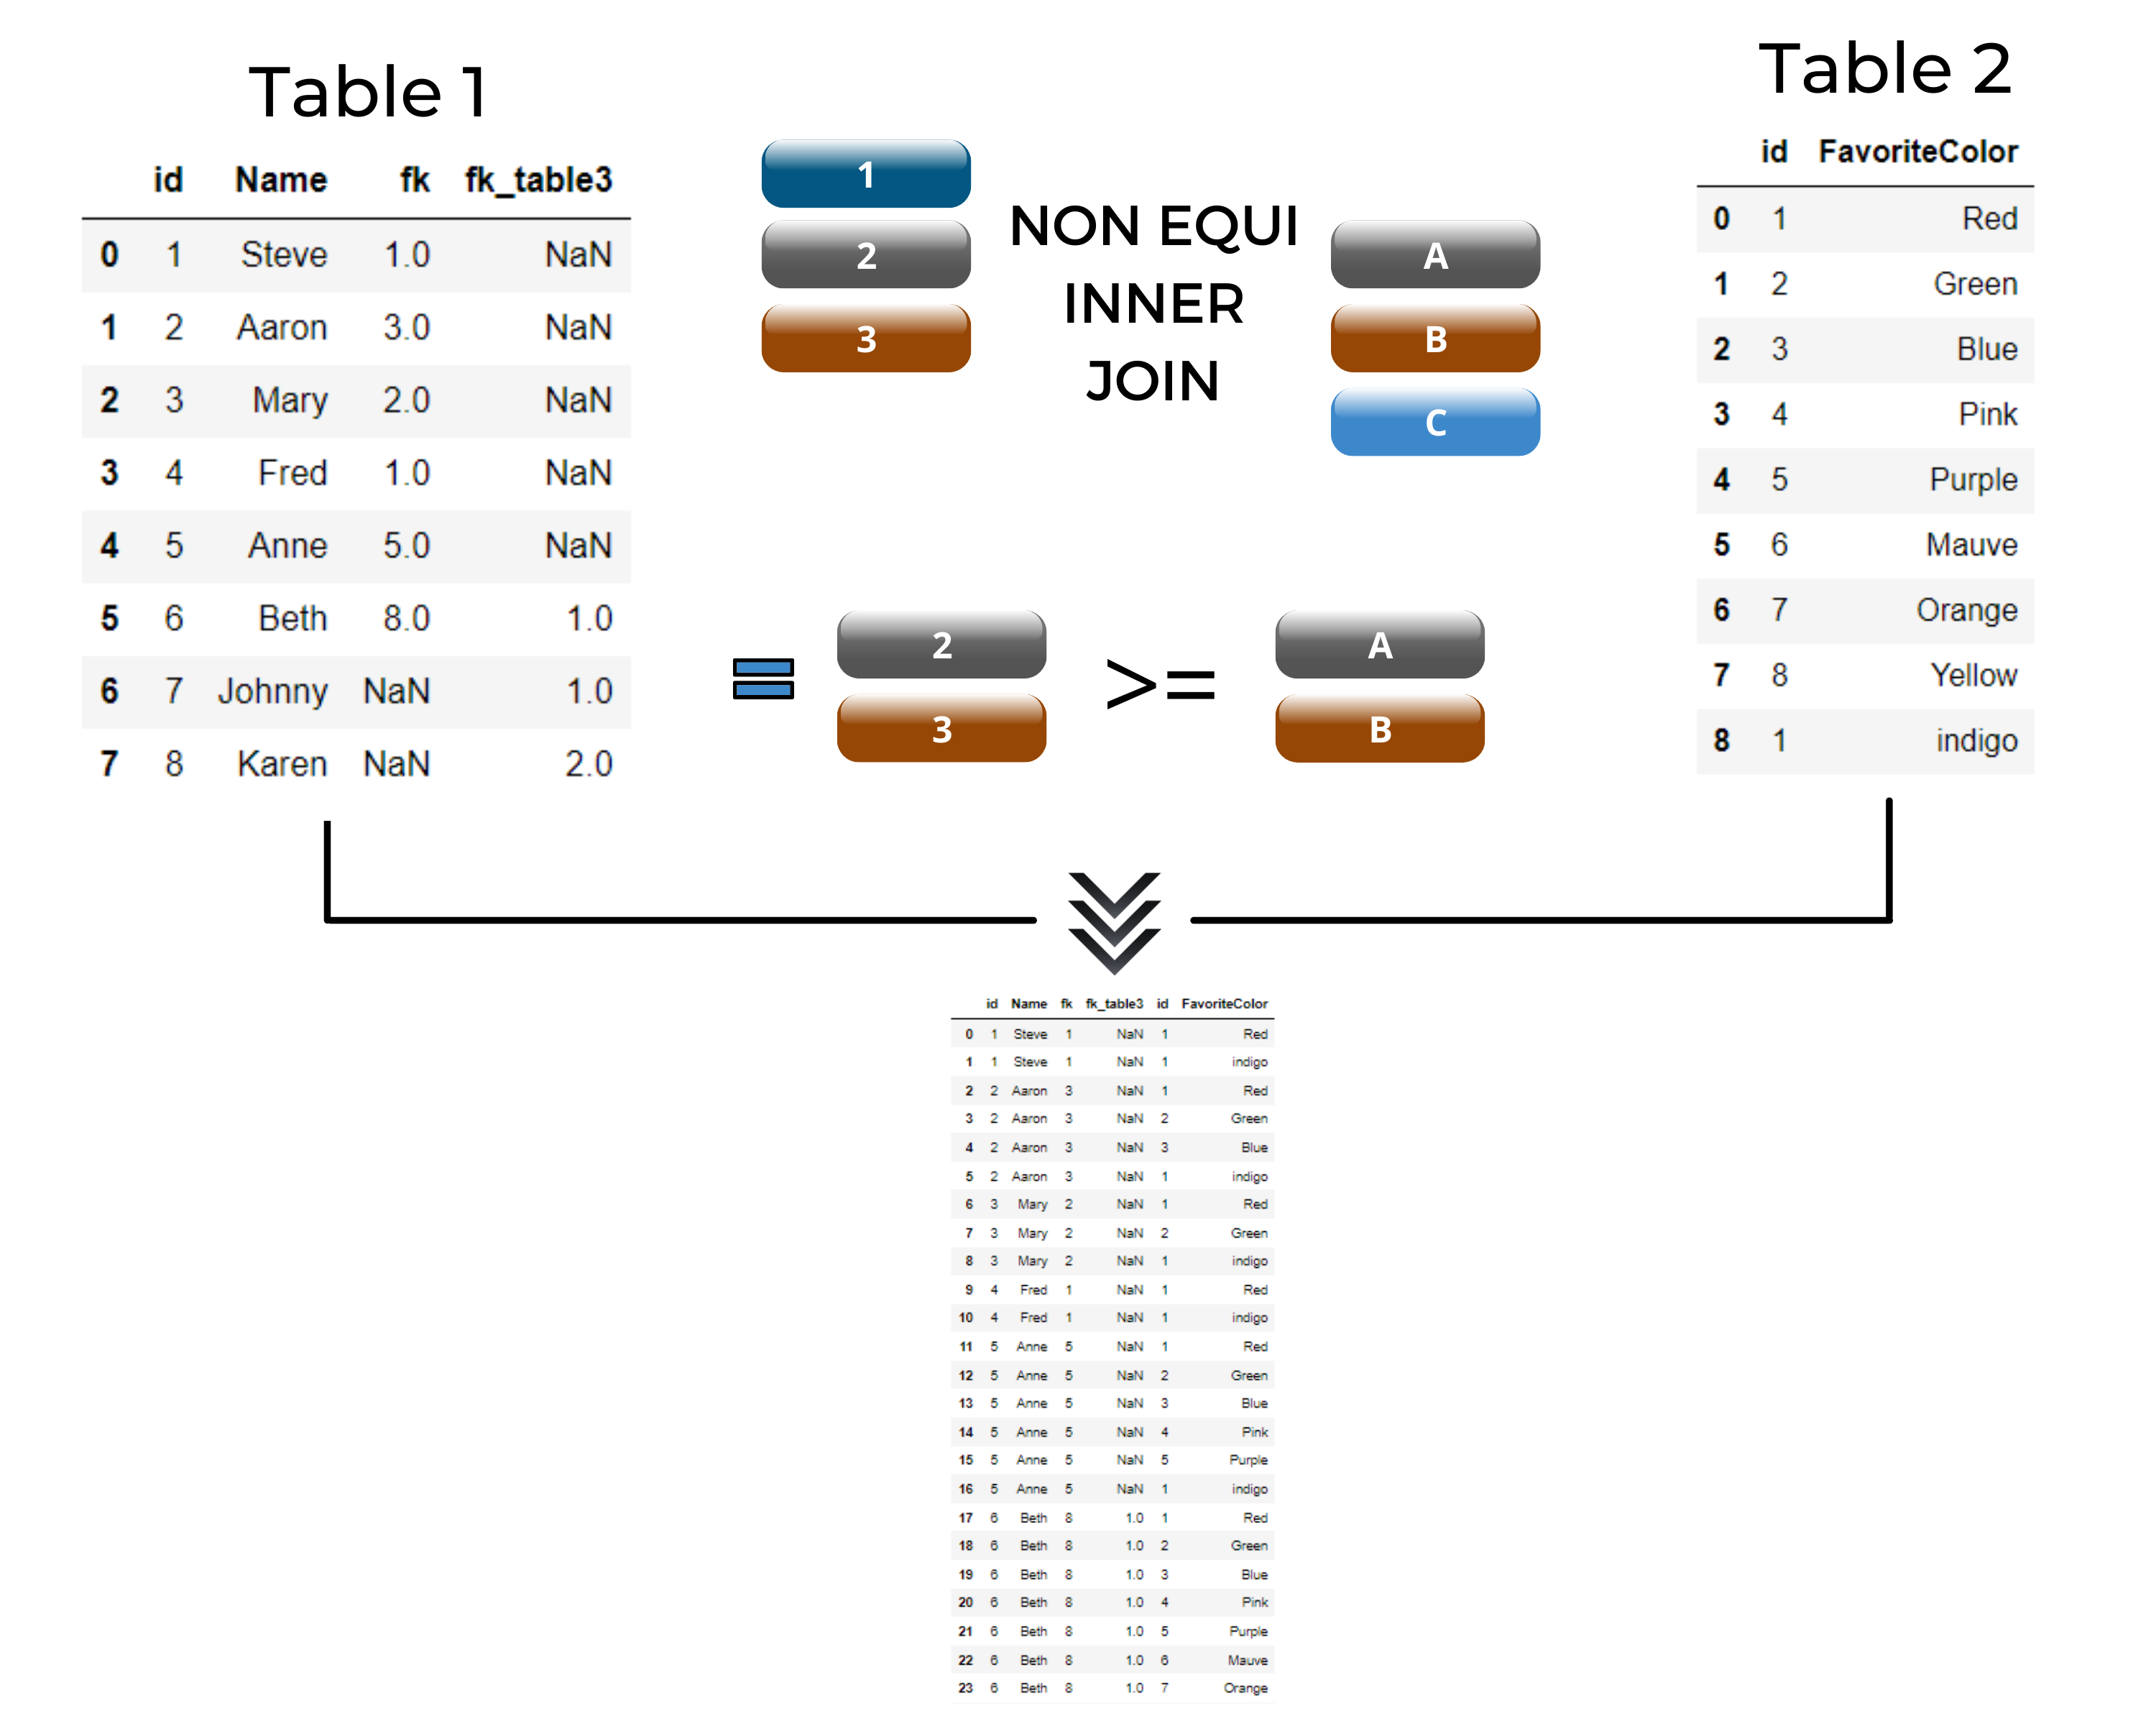 Table 1
id Name fk fk_table3
0 1 Steve 1.0 NaN
1 2 Aaron 3.0 NaN
2 3 Mary 2.0 NaN
3 4 Fred 1.0 NaN
4 5 Anne 5.0 NaN
5 6 Beth 8.0 1.0
6 7 Johnny NaN 1.0
7 8 Karen NaN 2.0
1
2
3
NON EQUI
INNER
JOIN
A
B
C
2
3
>=
A
B
Table 2
id FavoriteColor
0 1 Red
1 2 Green
2 3 Blue
3 4 Pink
4 5 Purple
5 6 Mauve
6 7 Orange
7 8 Yellow
8 1 indigo
id Name fk fk_table3 id FavoriteColor
0 1 Steve 1 NaN 1 Red
1 1 Steve 1 NaN 1 indigo
2 2 Aaron 3 NaN 1 Red
3 2 Aaron 3 NaN 2 Green
4 2 Aaron 3 NaN 3 Blue
5 2 Aaron 3 NaN 1 indigo
6 3 Mary 2 NaN 1 Red
7 3 Mary 2 NaN 2 Green
8 3 Mary 2 NaN 1 indigo
9 4 Fred 1 NaN 1 Red
10 4 Fred 1 NaN 1 indigo
11 5 Anne 5 NaN 1 Red
12 5 Anne 5 NaN 2 Green
13 5 Anne 5 NaN 3 Blue
14 5 Anne 5 NaN 4 Pink
15 5 Anne 5 NaN 5 Purple
16 5 Anne 5 NaN 1 indigo
17 6 Beth 8 1.0 1 Red
18 6 Beth 8 1.0 2 Green
19 6 Beth 8 1.0 3 Blue
20 6 Beth 8 1.0 4 Pink
21 6 Beth 8 1.0 5 Purple
22 6 Beth 8 1.0 6 Mauve
23 6 Beth 8 1.0 7 Orange